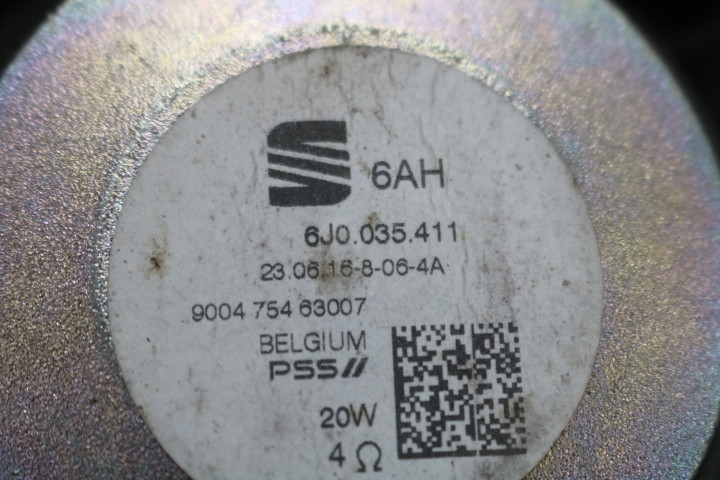 6AH
6J0.035.411
23.06.16-8-06-4A
9004 754 63007
BELGIUM
PSS
20W
4 Ω